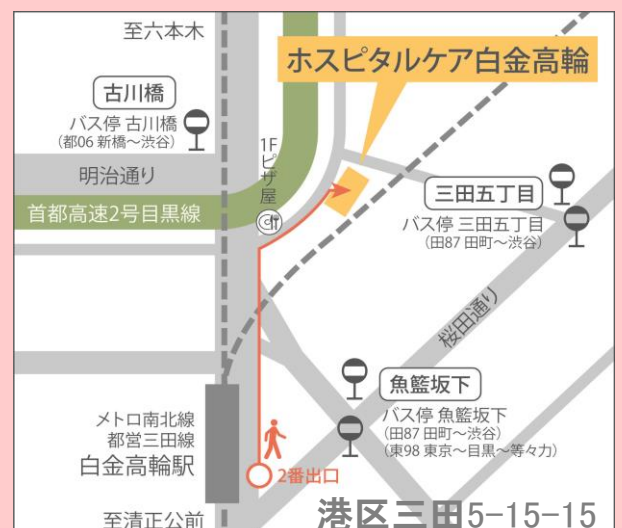 至六本木
ホスピタルケア白金高輪
古川橋
バス停 古川橋
(都06 新橋〜渋谷)
1Fピザ屋
明治通り
首都高速2号目黒線
三田五丁目
バス停 三田五丁目
(田87 田町〜渋谷)
桜田通り
魚籃坂下
バス停 魚籃坂下
(田87 田町〜渋谷)
(東98 東京〜目黒〜等々力)
メトロ南北線
都営三田線
白金高輪駅
2番出口
至清正公前
港区三田5-15-15